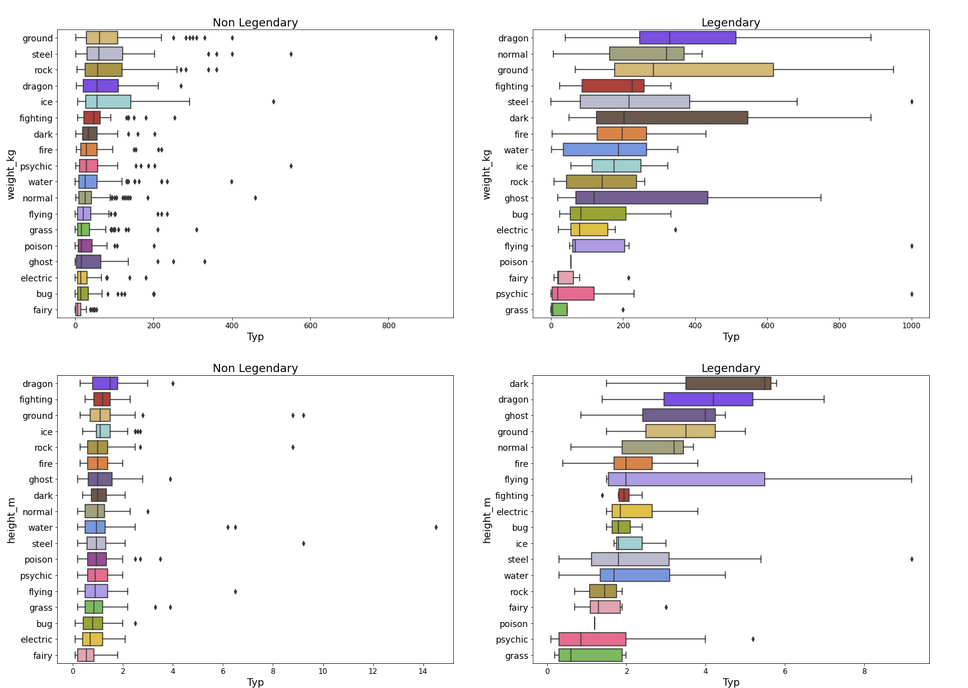 Non Legendary
ground
steel
rock
dragon
ice
fighting
dark
fire
psychic
water
normal
flying
grass
poison
ghost
electric
bug
fairy
weight_kg
0 200 400 600 800
Typ
Legendary
dragon
normal
ground
fighting
steel
dark
fire
water
ice
rock
ghost
bug
electric
flying
poison
fairy
psychic
grass
weight_kg
0 200 400 600 800 1000
Typ
Non Legendary
dragon
fighting
ground
ice
rock
fire
ghost
dark
normal
water
steel
poison
psychic
flying
grass
bug
electric
fairy
height_m
0 2 4 6 8 10 12 14
Typ
Legendary
dark
dragon
ghost
ground
normal
fire
flying
fighting
electric
bug
ice
steel
water
rock
fairy
poison
psychic
grass
height_m
0 2 4 6 8
Typ